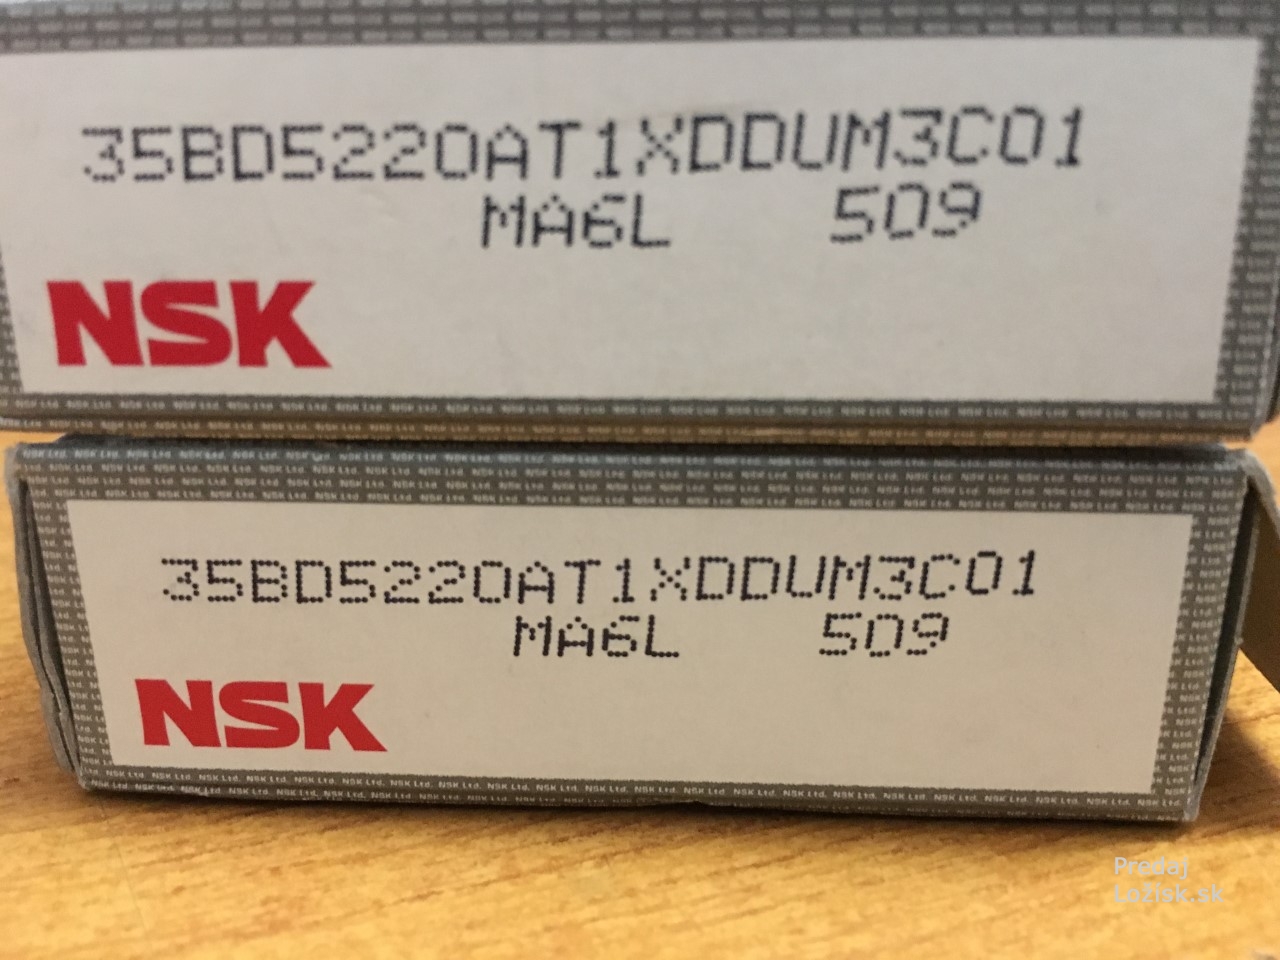 35BD5220AT1XDDUM3C01
MA6L 509
NSK
35BD5220AT1XDDUM3C01
MA6L 509
NSK
Predaj
Ložísk.sk